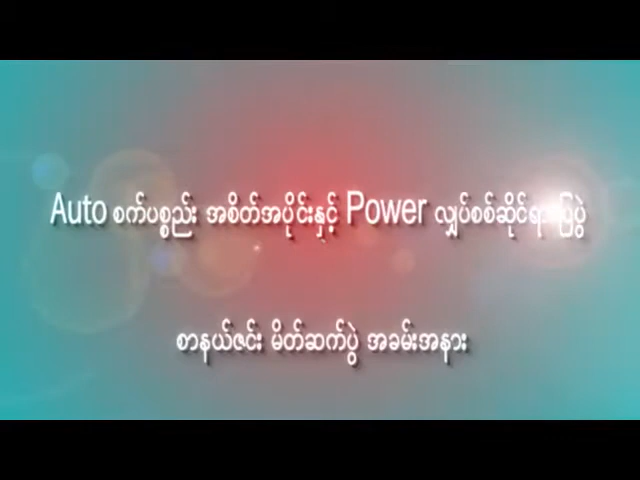 Auto စက်ပစ္စည်း အစိတ်အပိုင်းနှင့် Power လျှပ်စစ်ဆိုင်ရာပြပွဲ
စာနယ်ဇင်း မိတ်ဆက်ပွဲ အခမ်းအနား